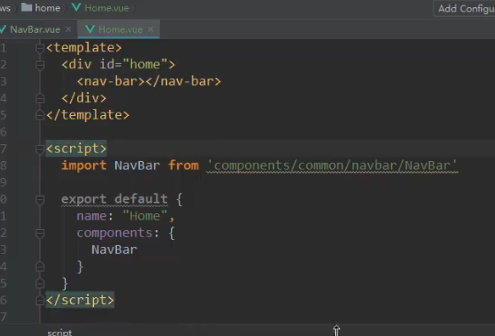 ws home Home.vue Add Configu
NavBar.vue × Home.vue ×
1 <template>
2 <div id="home">
3 <nav-bar></nav-bar>
4 </div>
5 </template>
6
7 <script>
8 import NavBar from 'components/common/navbar/NavBar'
9
0 export default {
1 name: "Home",
2 components: {
3 NavBar
4 }
5 }
6 </script>
7
script